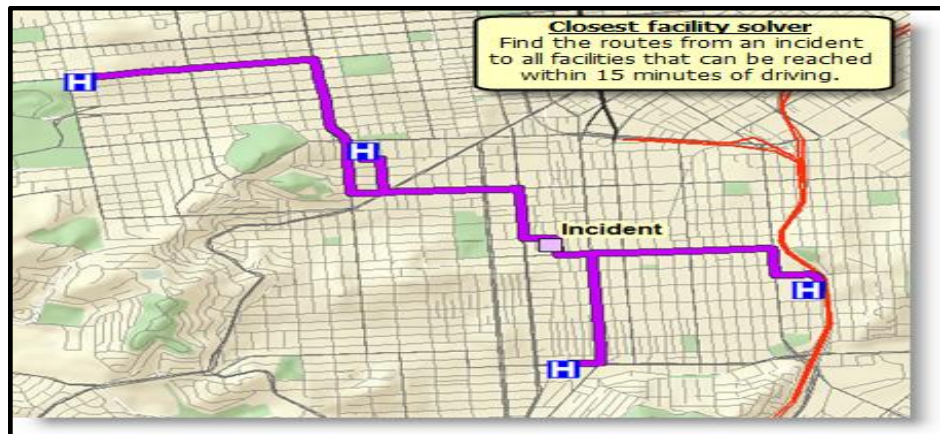 Closest facility solver
Find the routes from an incident
to all facilities that can be reached
within 15 minutes of driving.
H
H
Incident
H
H